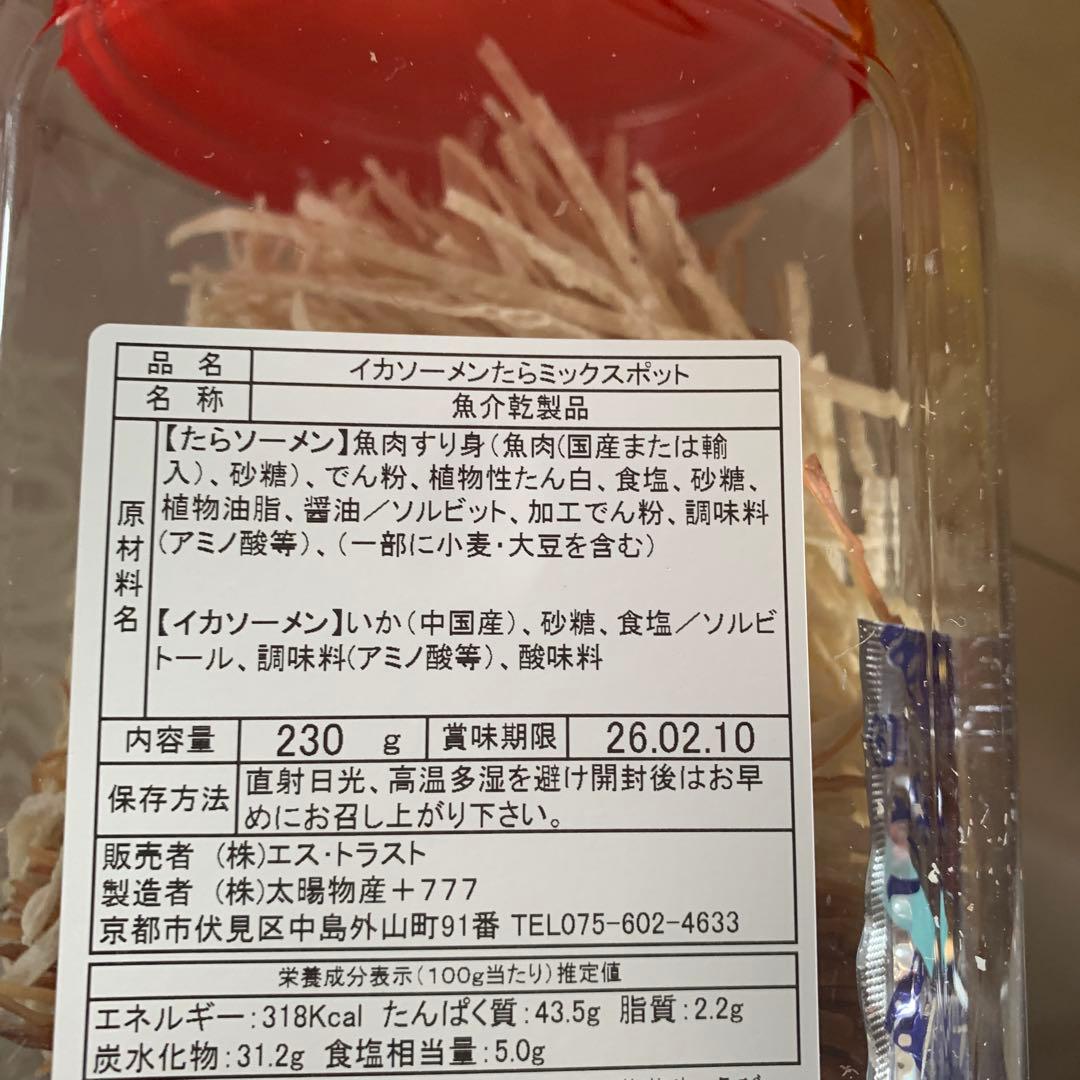 品名 イカソーメンたらミックスポット
名称 魚介乾製品
原材料名
【たらソーメン】魚肉すり身(魚肉(国産または輸
入)、砂糖)、でん粉、植物性たん白、食塩、砂糖、
植物油脂、醤油／ソルビット、加工でん粉、調味料
(アミノ酸等)、(一部に小麦・大豆を含む)
【イカソーメン】いか(中国産)、砂糖、食塩／ソルビ
トール、調味料(アミノ酸等)、酸味料
内容量 230 g 賞味期限 26.02.10
保存方法
直射日光、高温多湿を避け開封後はお早
めにお召し上がり下さい。
販売者 (株)エス・トラスト
製造者 (株)太陽物産＋777
京都市伏見区中島外山町91番 TEL075-602-4633
栄養成分表示(100g当たり)推定値
エネルギー:318Kcal たんぱく質:43.5g 脂質:2.2g
炭水化物:31.2g 食塩相当量:5.0g